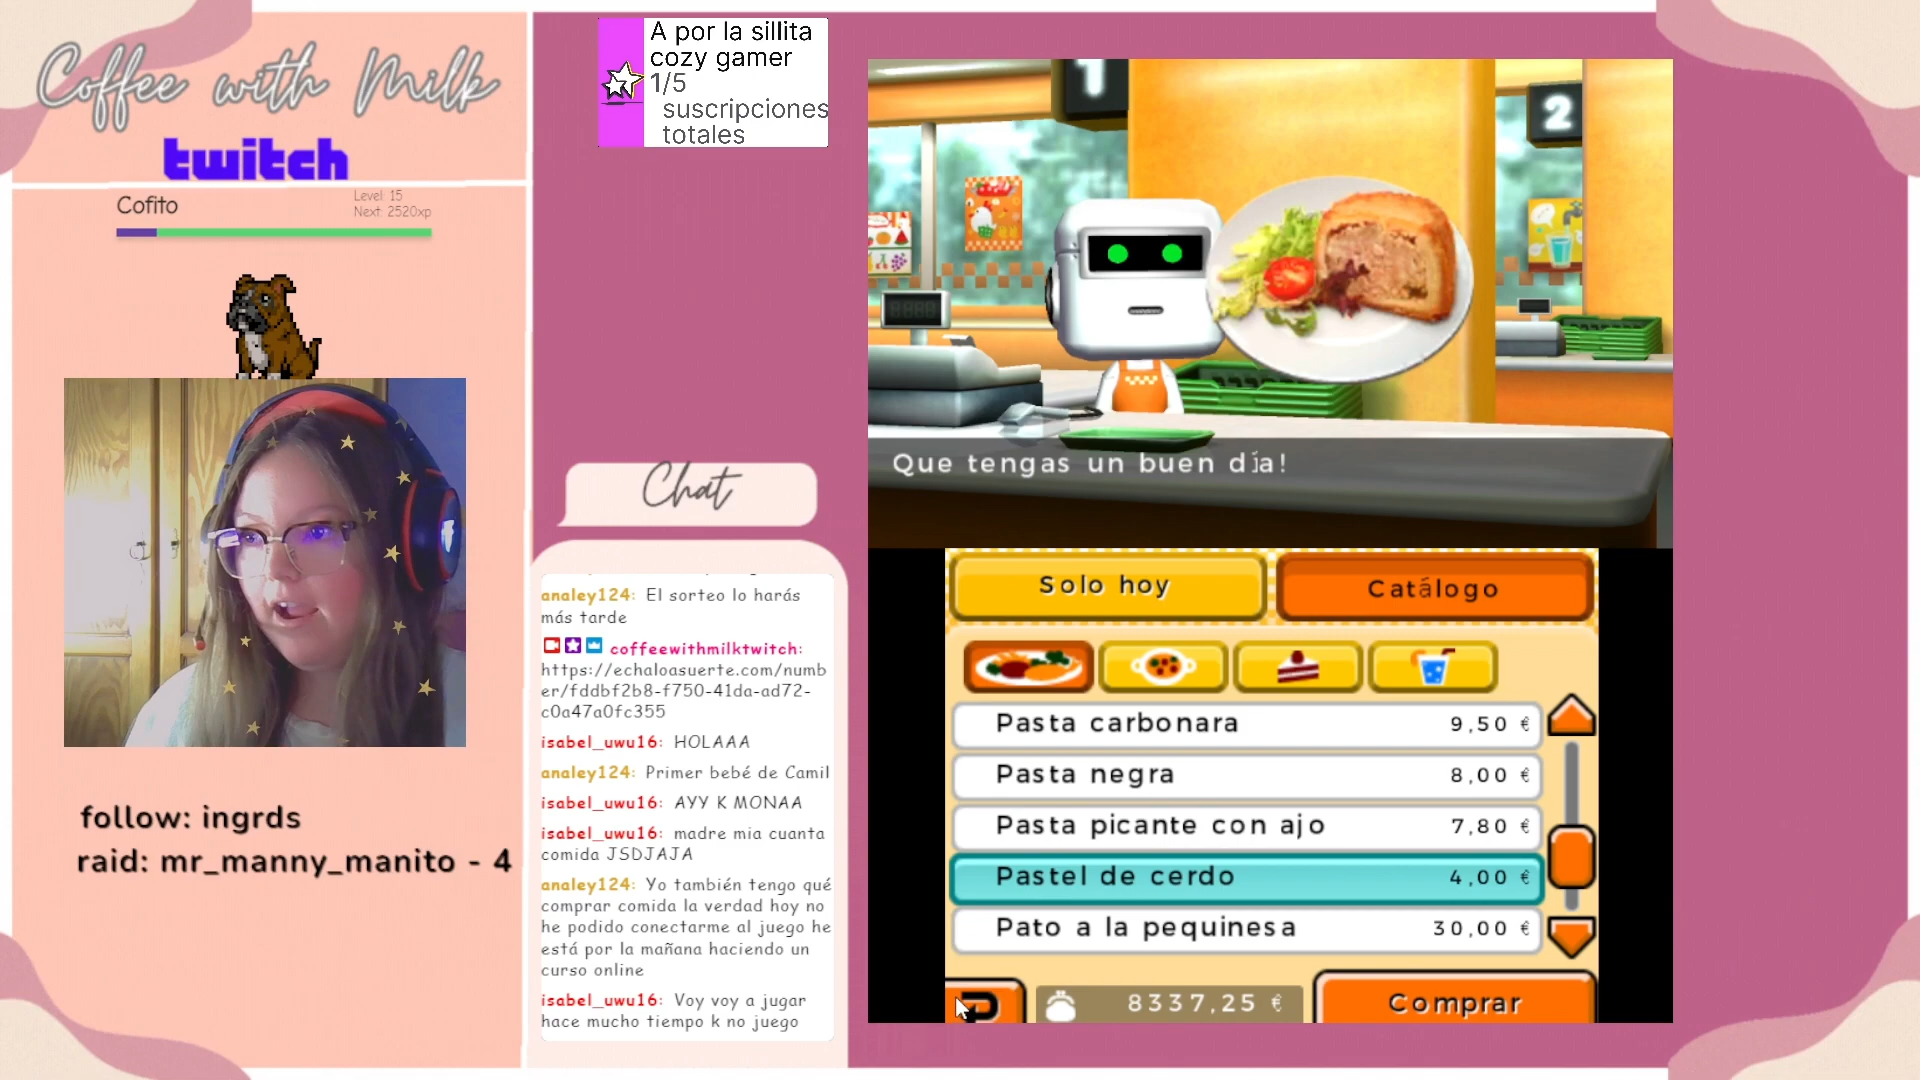 Coffee with Milk
twitch
Cofito
Level: 15
Next: 2520xp
follow: ingrds
raid: mr_manny_manito - 4
A por la sillita
cozy gamer
1/5
suscripciones
totales
Chat
analey124: El sorteo lo harás
más tarde
coffeewithmilktwitch:
https://echaloasuerte.com/numb
er/fddbf2b8-f750-41da-ad72-
c0a47a0fc355
isabel_uwu16: HOLAAA
analey124: Primer bebé de Camil
isabel_uwu16: AYY K MONAA
isabel_uwu16: madre mia cuanta
comida JSDJAJA
analey124: Yo también tengo qué
comprar comida la verdad hoy no
he podido conectarme al juego he
está por la mañana haciendo un
curso online
isabel_uwu16: Voy voy a jugar
hace mucho tiempo k no juego
1
2
Que tengas un buen día!
Solo hoy
Catálogo
Pasta carbonara 9,50 €
Pasta negra 8,00 €
Pasta picante con ajo 7,80 €
Pastel de cerdo 4,00 €
Pato a la pequinesa 30,00 €
8337,25 €
Comprar